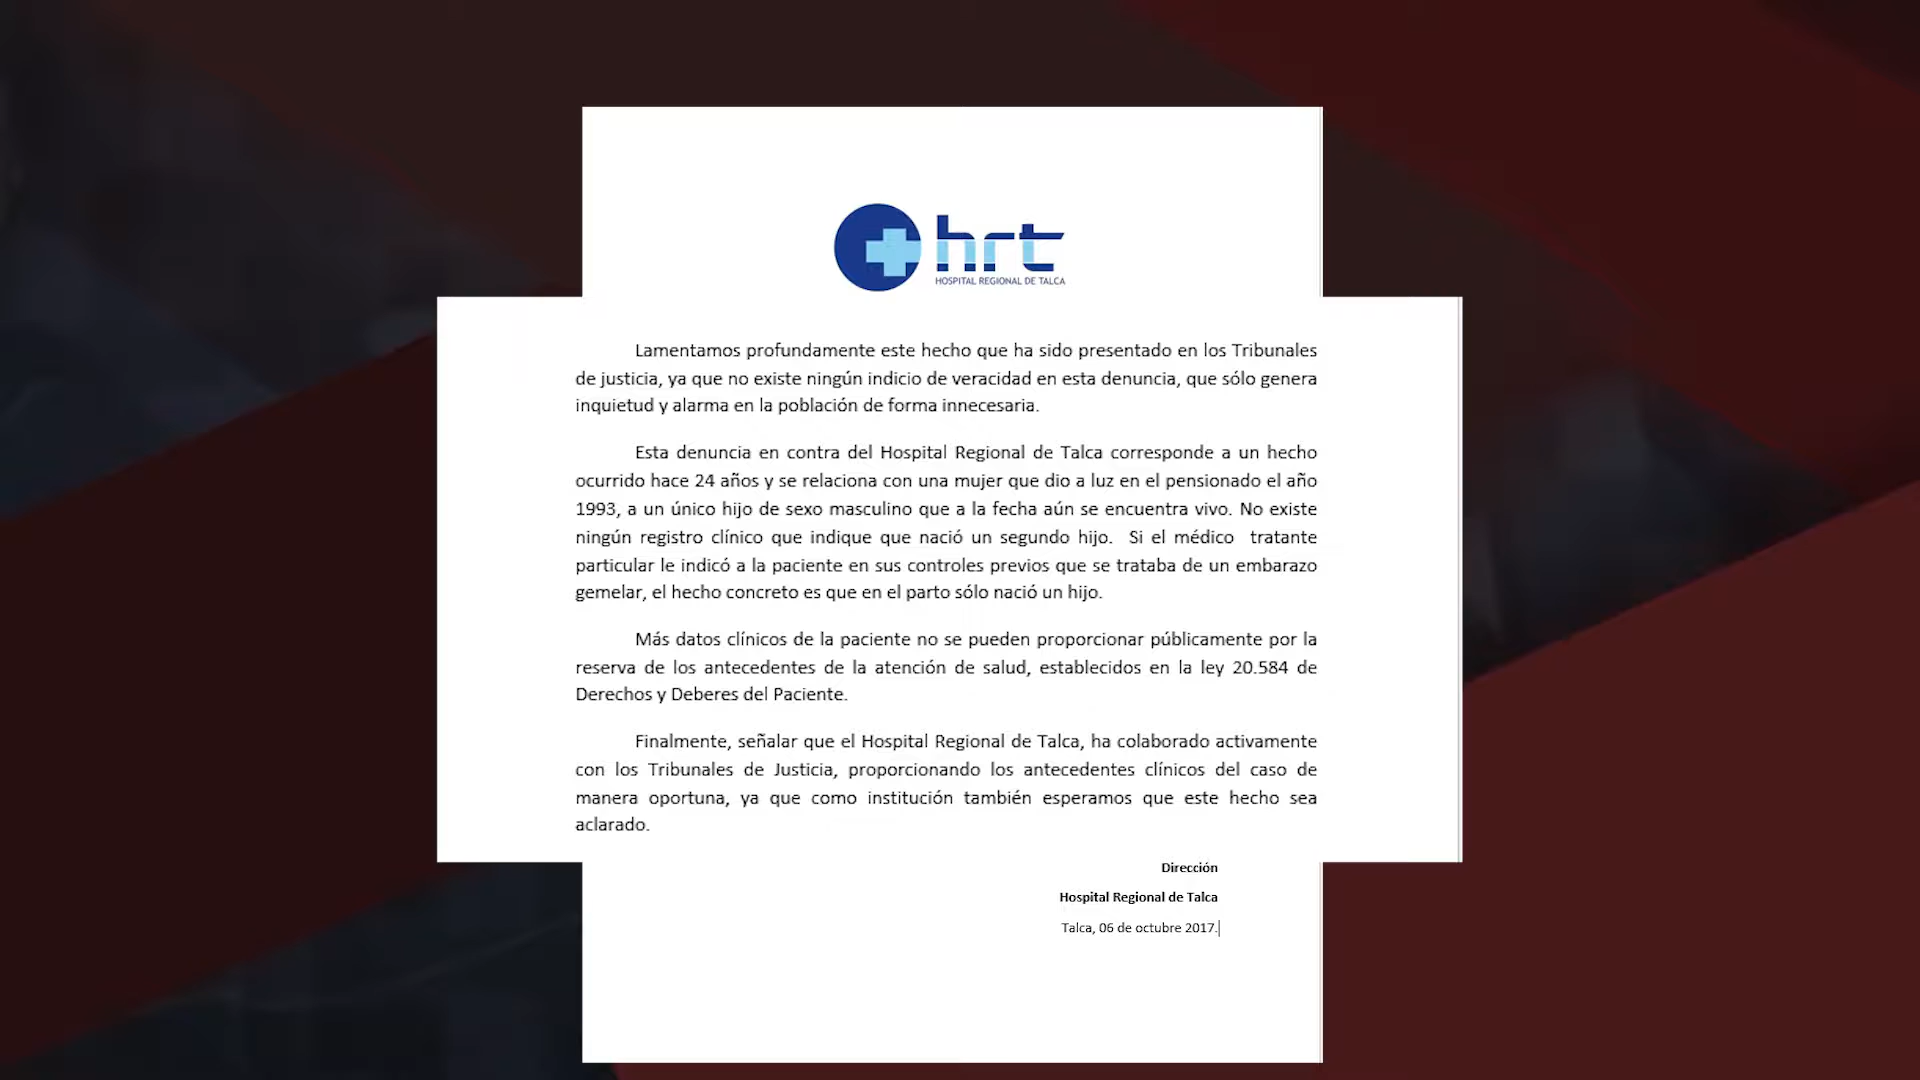 hrt
HOSPITAL REGIONAL DE TALCA
Lamentamos profundamente este hecho que ha sido presentado en los Tribunales
de justicia, ya que no existe ningún indicio de veracidad en esta denuncia, que sólo genera
inquietud y alarma en la población de forma innecesaria.
Esta denuncia en contra del Hospital Regional de Talca corresponde a un hecho
ocurrido hace 24 años y se relaciona con una mujer que dio a luz en el pensionado el año
1993, a un único hijo de sexo masculino que a la fecha aún se encuentra vivo. No existe
ningún registro clínico que indique que nació un segundo hijo. Si el médico tratante
particular le indicó a la paciente en sus controles previos que se trataba de un embarazo
gemelar, el hecho concreto es que en el parto sólo nació un hijo.
Más datos clínicos de la paciente no se pueden proporcionar públicamente por la
reserva de los antecedentes de la atención de salud, establecidos en la ley 20.584 de
Derechos y Deberes del Paciente.
Finalmente, señalar que el Hospital Regional de Talca, ha colaborado activamente
con los Tribunales de Justicia, proporcionando los antecedentes clínicos del caso de
manera oportuna, ya que como institución también esperamos que este hecho sea
aclarado.
Dirección
Hospital Regional de Talca
Talca, 06 de octubre 2017.